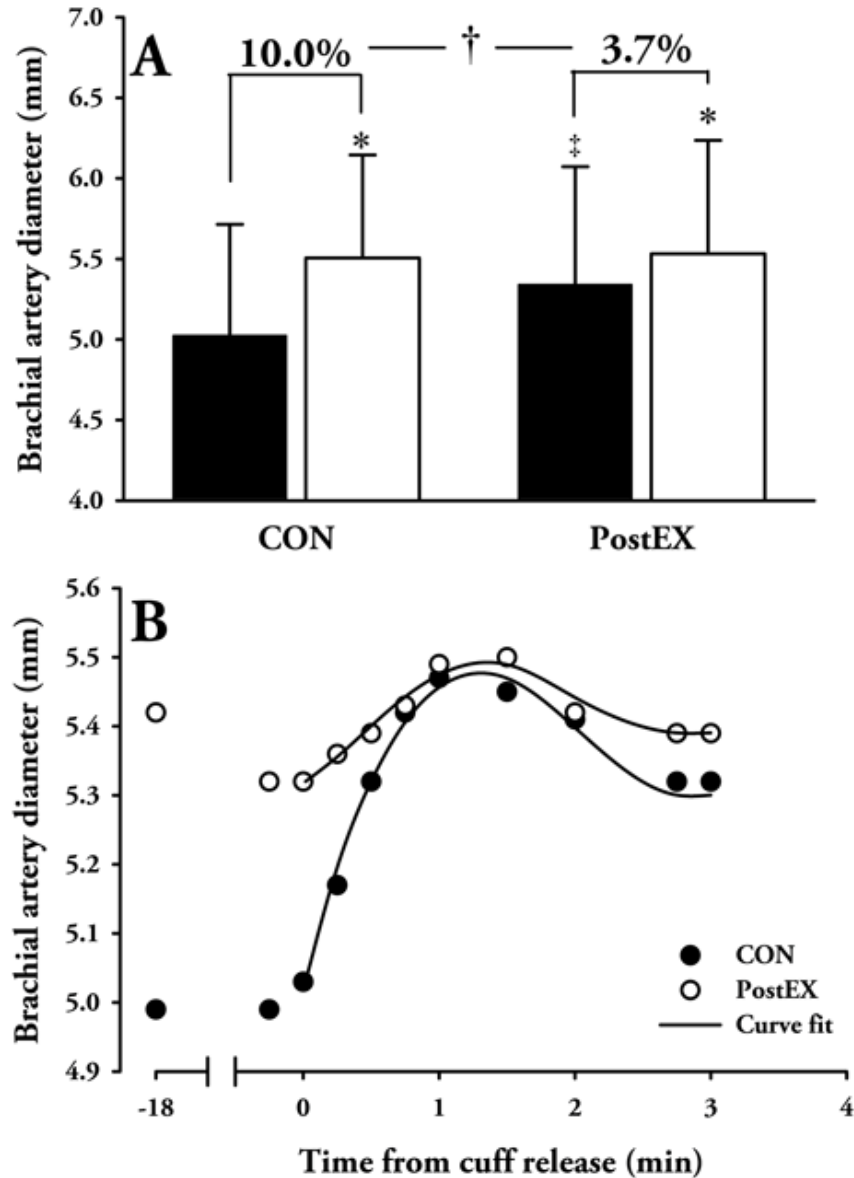 A
10.0%
†
3.7%
*
‡
*
7.0
6.5
6.0
5.5
5.0
4.5
4.0
Brachial artery diameter (mm)
CON
PostEX
B
5.6
5.5
5.4
5.3
5.2
5.1
5.0
4.9
Brachial artery diameter (mm)
CON
PostEX
Curve fit
-18 0 1 2 3 4
Time from cuff release (min)